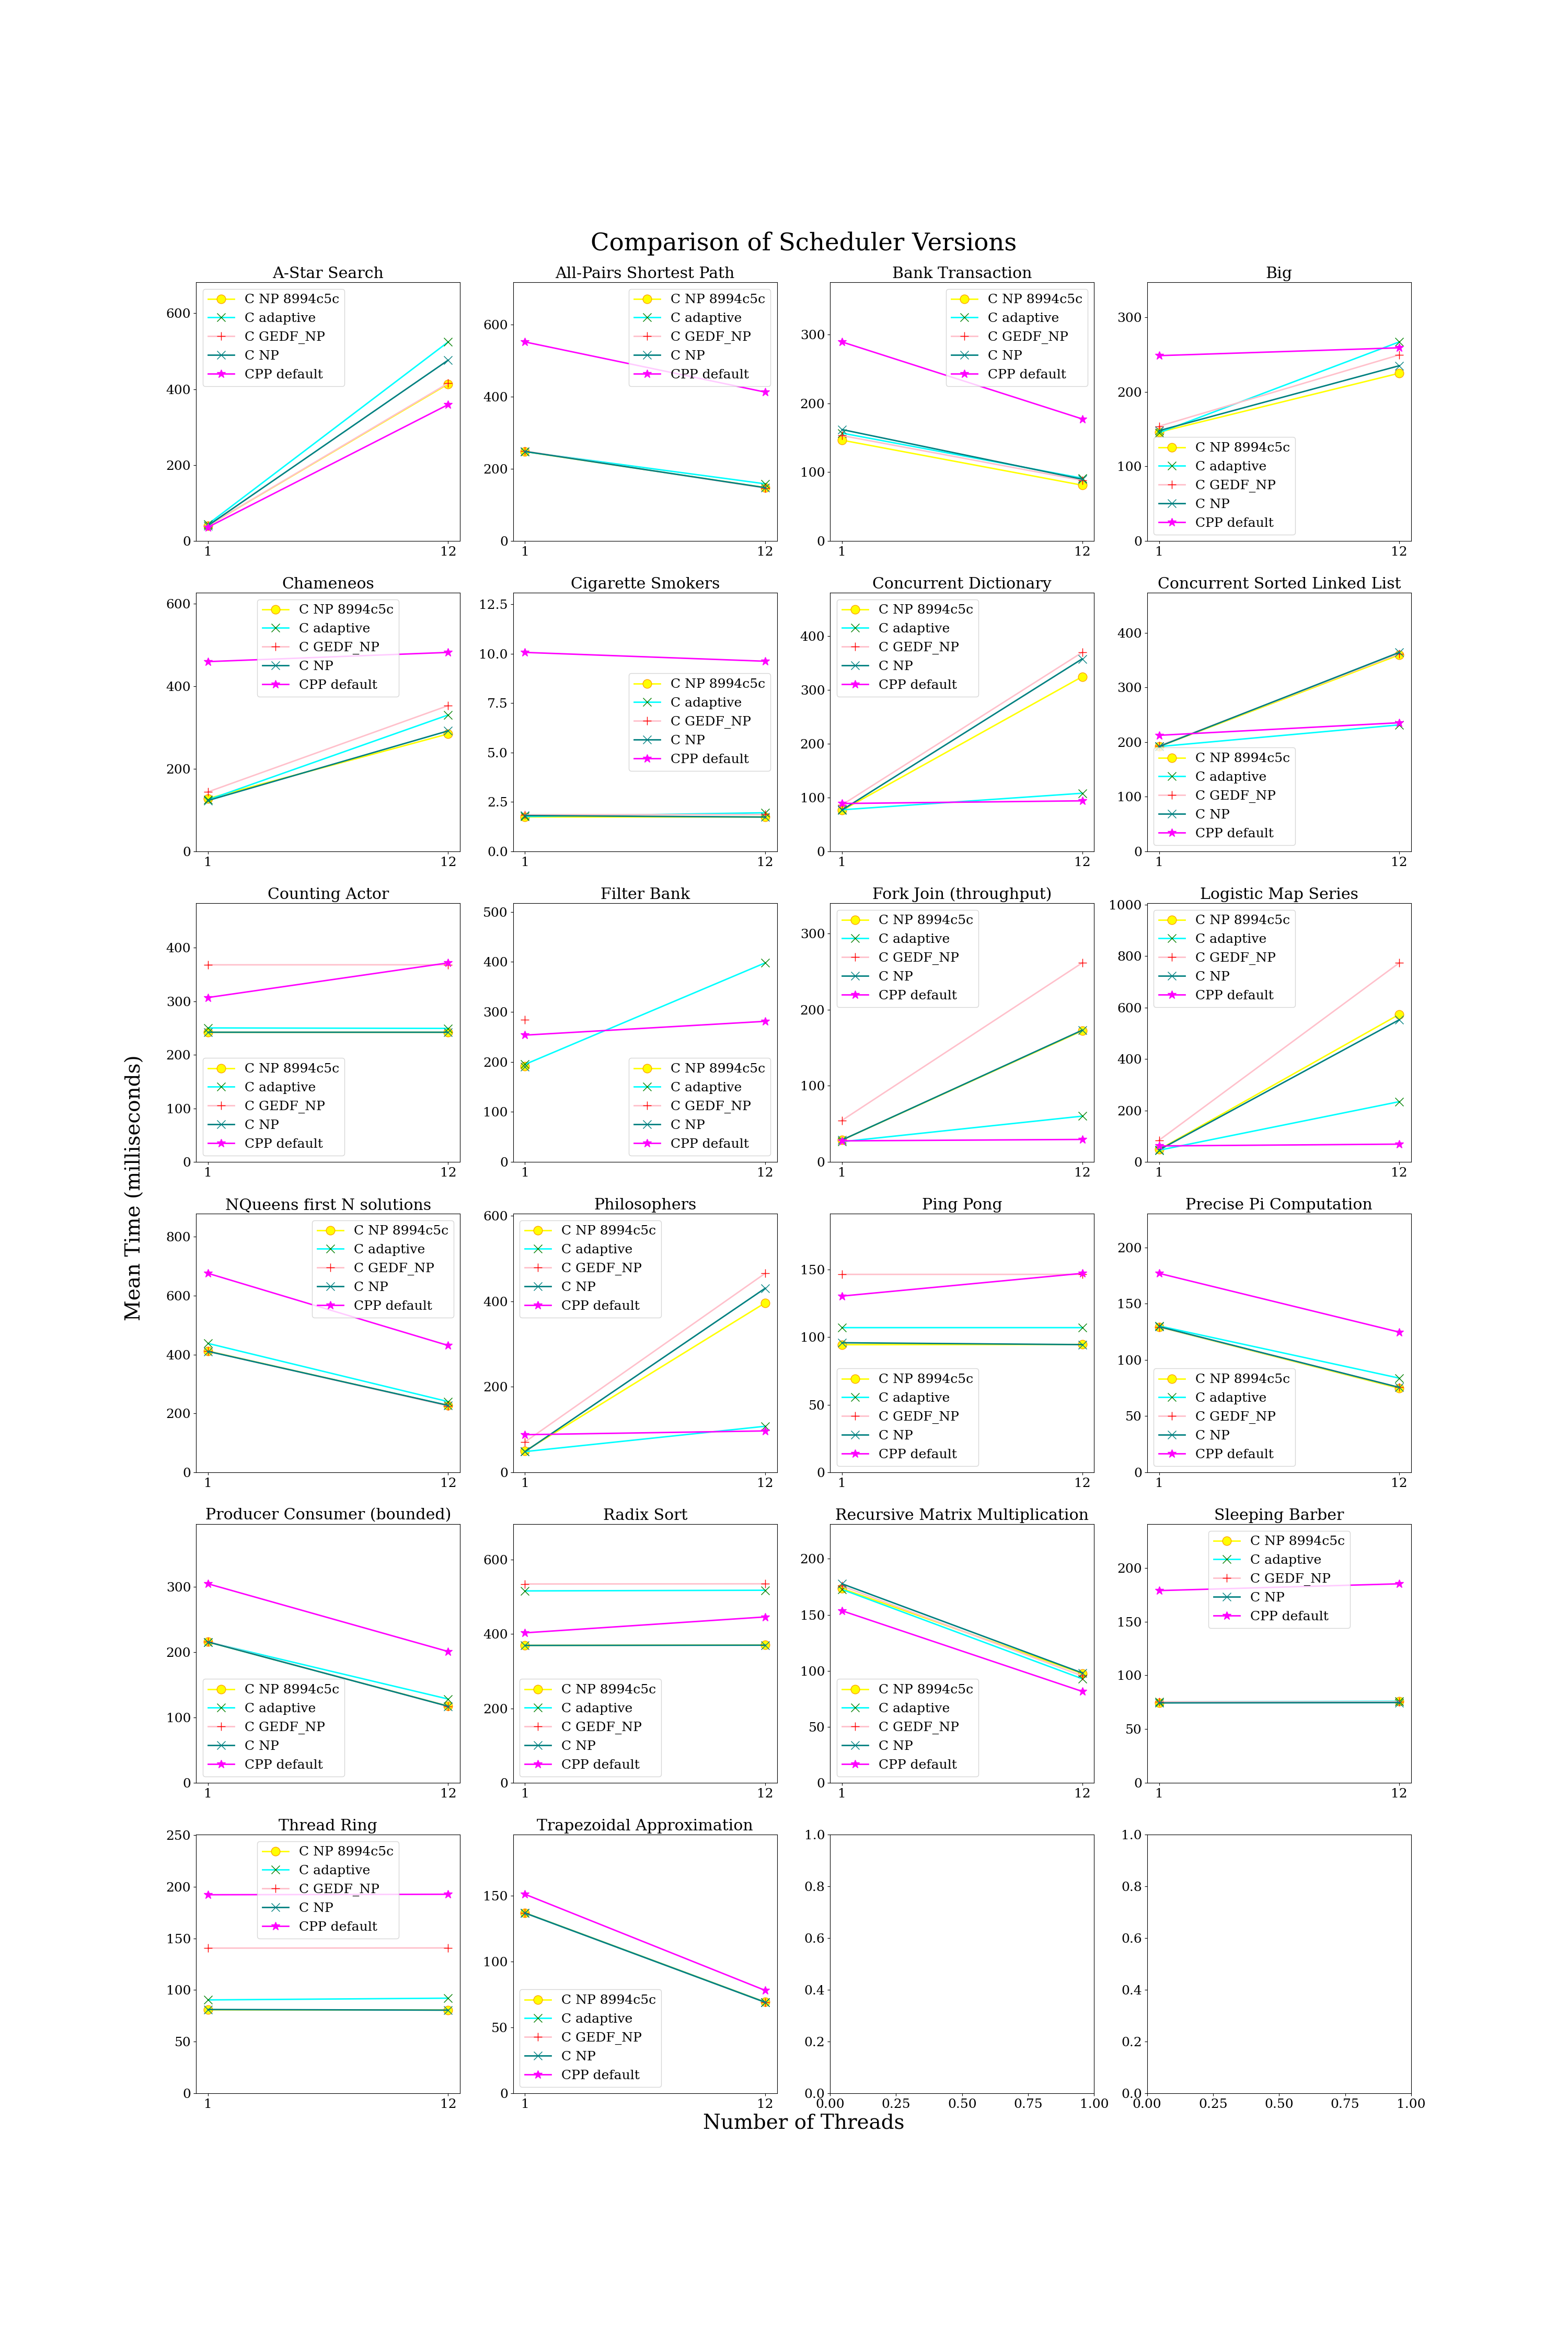 Comparison of Scheduler Versions
A-Star Search
600
400
200
0
1
12
C NP 8994c5c
C adaptive
C GEDF_NP
C NP
CPP default
All-Pairs Shortest Path
600
400
200
0
1
12
C NP 8994c5c
C adaptive
C GEDF_NP
C NP
CPP default
Bank Transaction
300
200
100
0
1
12
C NP 8994c5c
C adaptive
C GEDF_NP
C NP
CPP default
Big
300
200
100
0
1
12
C NP 8994c5c
C adaptive
C GEDF_NP
C NP
CPP default
Chameneos
600
400
200
0
1
12
C NP 8994c5c
C adaptive
C GEDF_NP
C NP
CPP default
Cigarette Smokers
12.5
10.0
7.5
5.0
2.5
0.0
1
12
C NP 8994c5c
C adaptive
C GEDF_NP
C NP
CPP default
Concurrent Dictionary
400
300
200
100
0
1
12
C NP 8994c5c
C adaptive
C GEDF_NP
C NP
CPP default
Concurrent Sorted Linked List
400
300
200
100
0
1
12
C NP 8994c5c
C adaptive
C GEDF_NP
C NP
CPP default
Counting Actor
400
300
200
100
0
1
12
C NP 8994c5c
C adaptive
C GEDF_NP
C NP
CPP default
Filter Bank
500
400
300
200
100
0
1
12
C NP 8994c5c
C adaptive
C GEDF_NP
C NP
CPP default
Fork Join (throughput)
300
200
100
0
1
12
C NP 8994c5c
C adaptive
C GEDF_NP
C NP
CPP default
Logistic Map Series
1000
800
600
400
200
0
1
12
C NP 8994c5c
C adaptive
C GEDF_NP
C NP
CPP default
Mean Time (milliseconds)
NQueens first N solutions
800
600
400
200
0
1
12
C NP 8994c5c
C adaptive
C GEDF_NP
C NP
CPP default
Philosophers
600
400
200
0
1
12
C NP 8994c5c
C adaptive
C GEDF_NP
C NP
CPP default
Ping Pong
150
100
50
0
1
12
C NP 8994c5c
C adaptive
C GEDF_NP
C NP
CPP default
Precise Pi Computation
200
150
100
50
0
1
12
C NP 8994c5c
C adaptive
C GEDF_NP
C NP
CPP default
Producer Consumer (bounded)
300
200
100
0
1
12
C NP 8994c5c
C adaptive
C GEDF_NP
C NP
CPP default
Radix Sort
600
400
200
0
1
12
C NP 8994c5c
C adaptive
C GEDF_NP
C NP
CPP default
Recursive Matrix Multiplication
200
150
100
50
0
1
12
C NP 8994c5c
C adaptive
C GEDF_NP
C NP
CPP default
Sleeping Barber
200
150
100
50
0
1
12
C NP 8994c5c
C adaptive
C GEDF_NP
C NP
CPP default
Thread Ring
250
200
150
100
50
0
1
12
C NP 8994c5c
C adaptive
C GEDF_NP
C NP
CPP default
Trapezoidal Approximation
150
100
50
0
1
12
C NP 8994c5c
C adaptive
C GEDF_NP
C NP
CPP default
1.0
0.8
0.6
0.4
0.2
0.0
0.00 0.25 0.50 0.75 1.00
1.0
0.8
0.6
0.4
0.2
0.0
0.00 0.25 0.50 0.75 1.00
Number of Threads